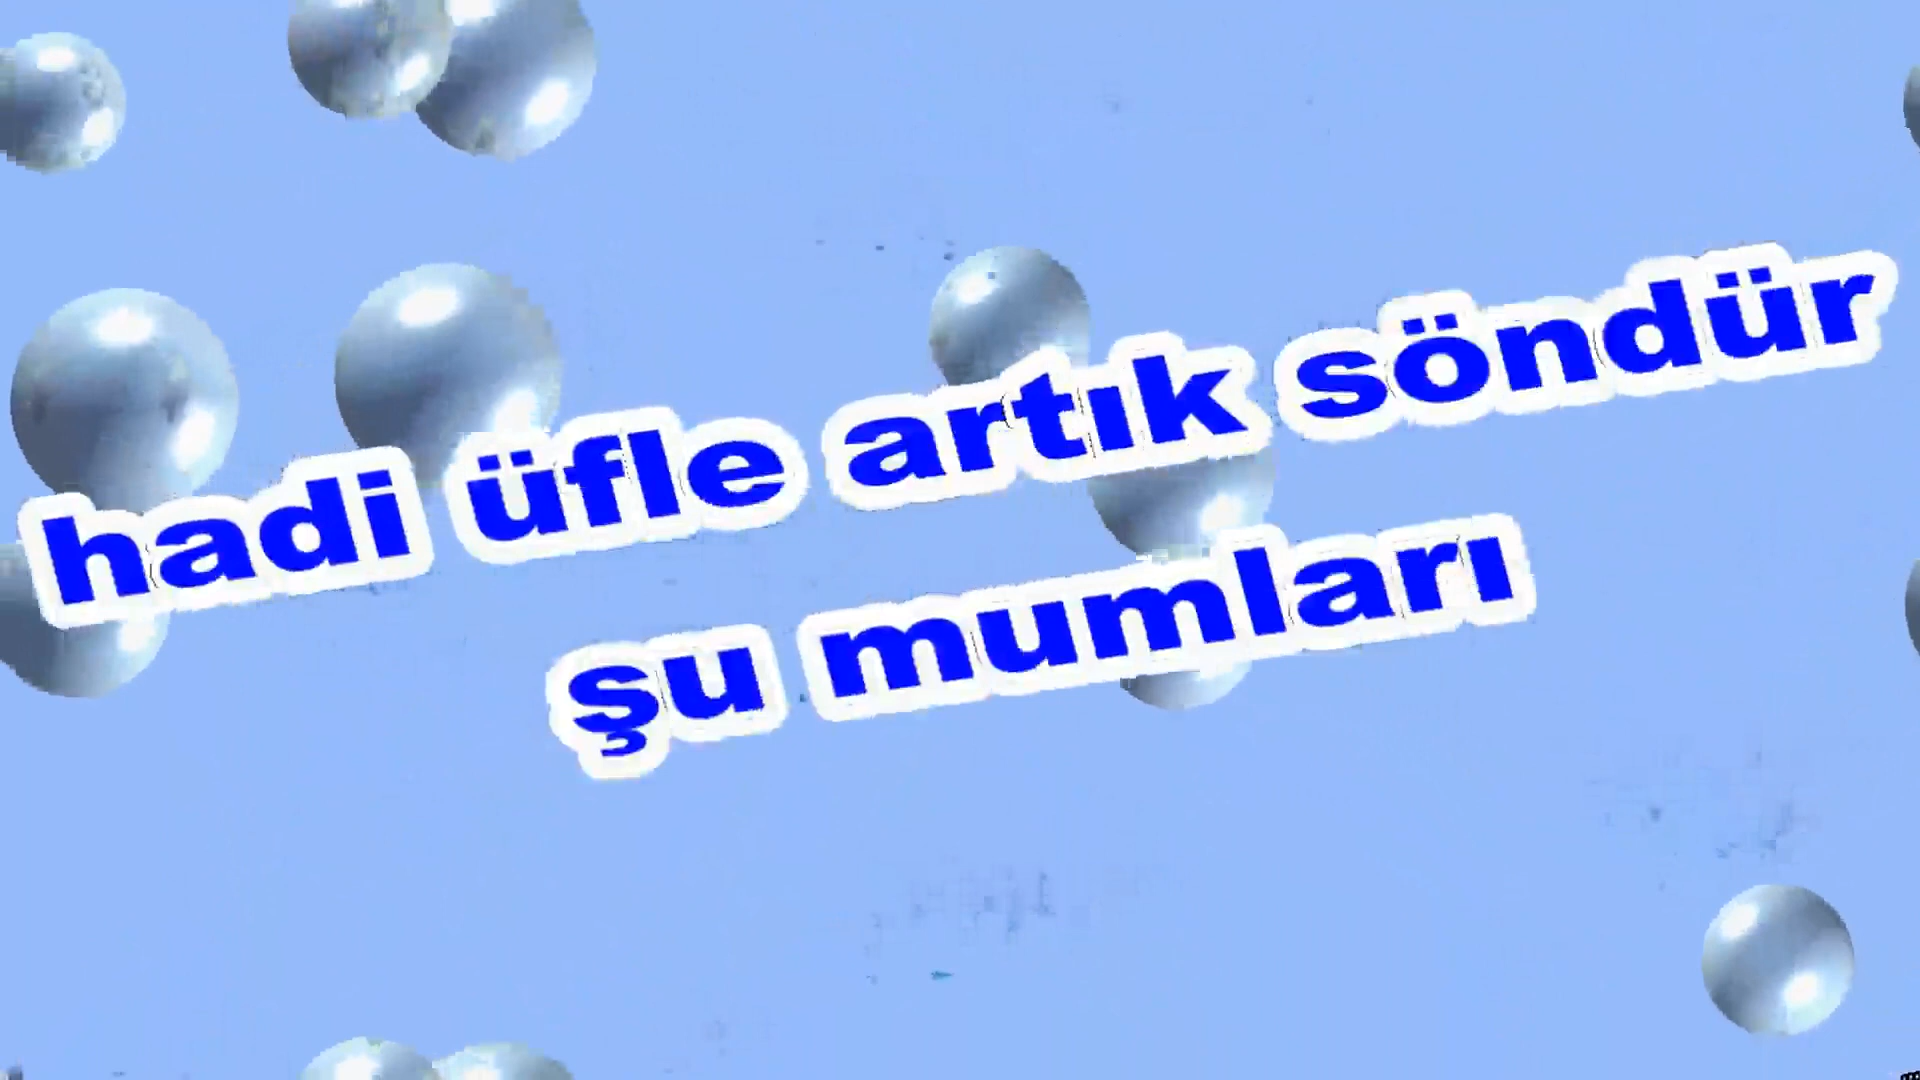 hadi üfle artık söndür
şu mumları